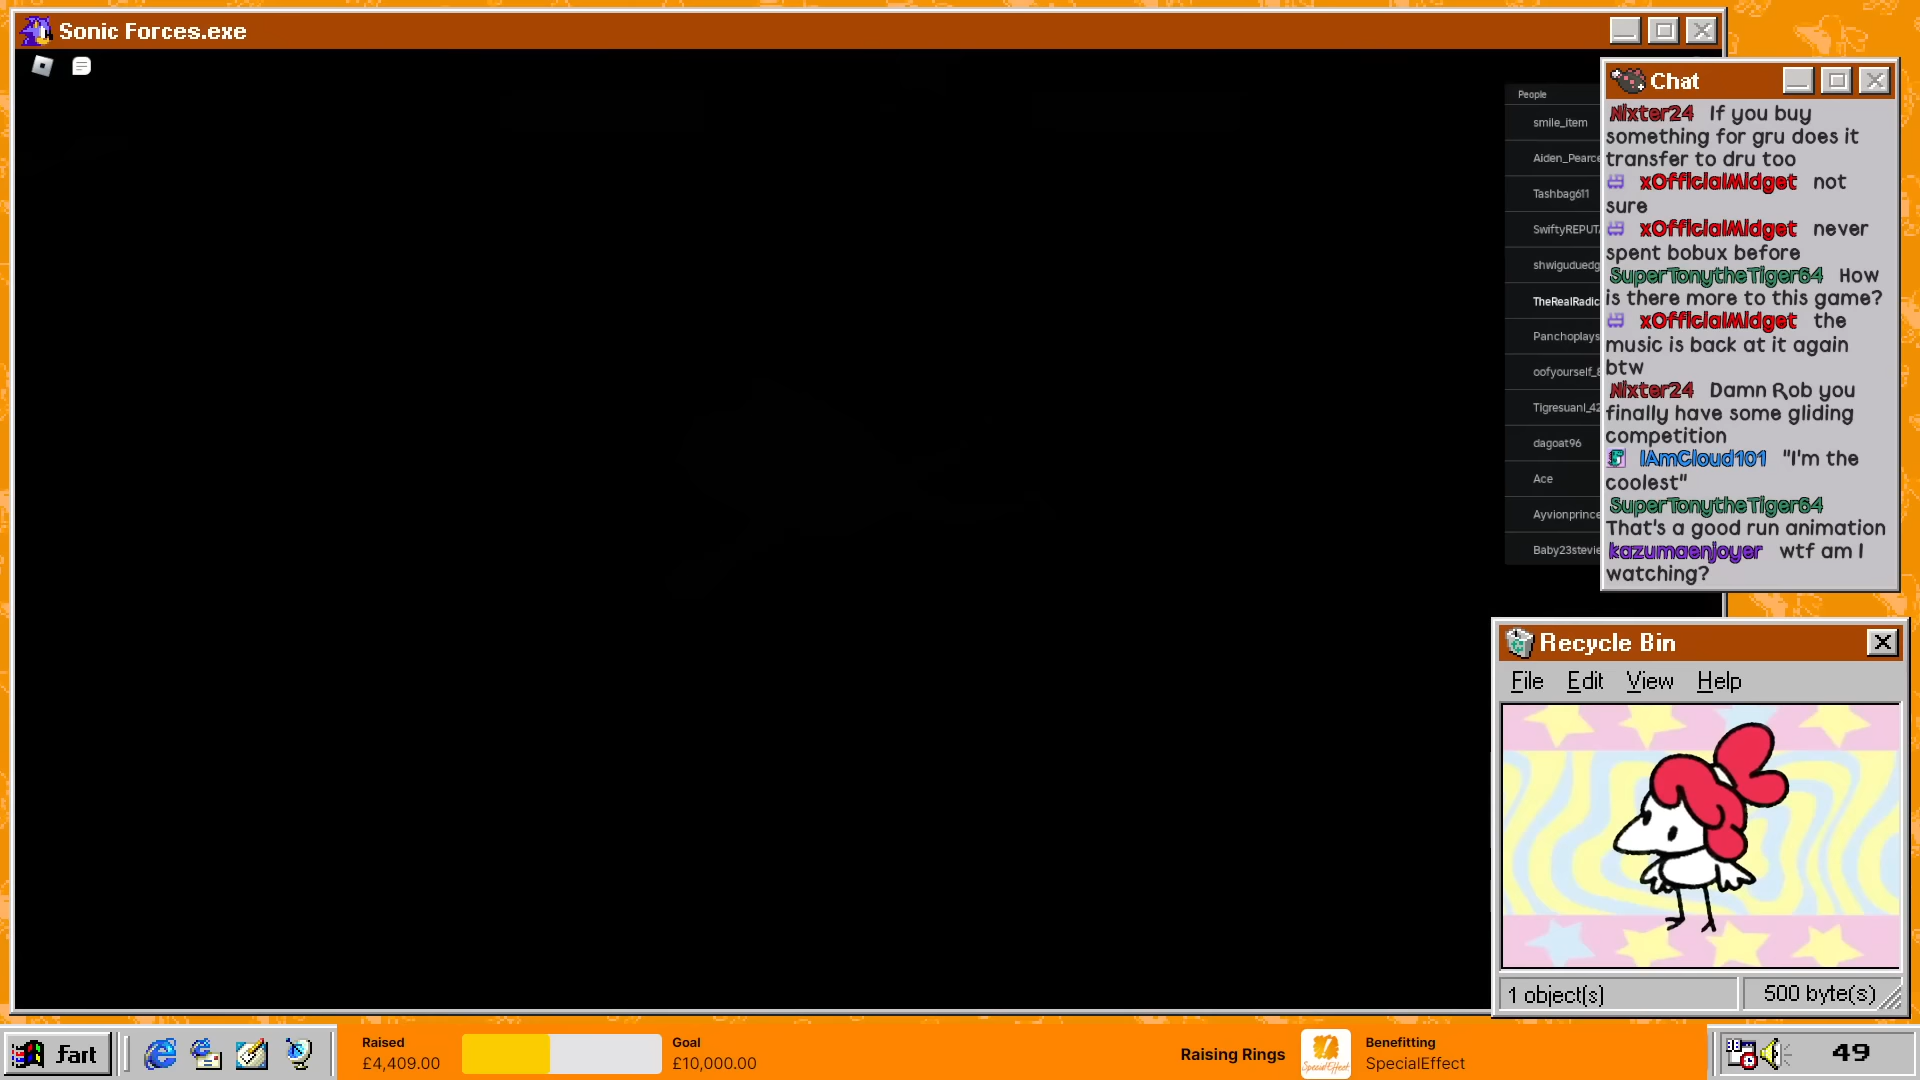 Sonic Forces.exe
People
smile_item
Aiden_Pearce
Tashbag611
SwiftyREPUT
shwiguduedg
TheRealRadic
Panchoplays
oofyourself_
Tigresuanl_42
dagoat96
Ace
Ayvionprince
Baby23stevie
Chat
Nixter24 If you buy
something for gru does it
transfer to dru too
xOfficialMidget not
sure
xOfficialMidget never
spent bobux before
SuperTonytheTiger64 How
is there more to this game?
xOfficialMidget the
music is back at it again
btw
Nixter24 Damn Rob you
finally have some gliding
competition
IAmCloud101 "I'm the
coolest"
SuperTonytheTiger64
That's a good run animation
kazumaenjoyer wtf am I
watching?
Recycle Bin
File Edit View Help
1 object(s) 500 byte(s)
Fart
Raised
£4,409.00
Goal
£10,000.00
Raising Rings
SpecialEffect
Benefitting
SpecialEffect
49